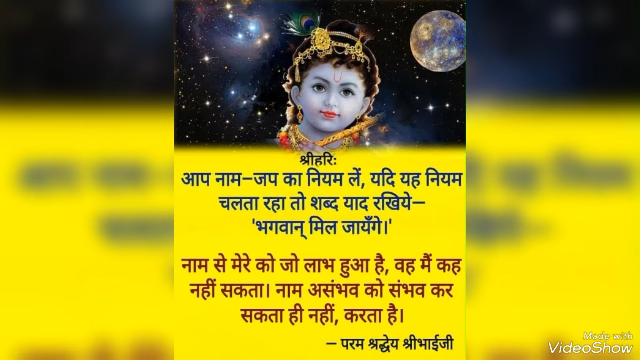 श्रीहरिः
आप नाम–जप का नियम लें, यदि यह नियम
चलता रहा तो शब्द याद रखिये—
'भगवान् मिल जायँगे।'
नाम से मेरे को जो लाभ हुआ है, वह मैं कह
नहीं सकता। नाम असंभव को संभव कर
सकता ही नहीं, करता है।
– परम श्रद्धेय श्रीभाईजी
Made with
VideoShow